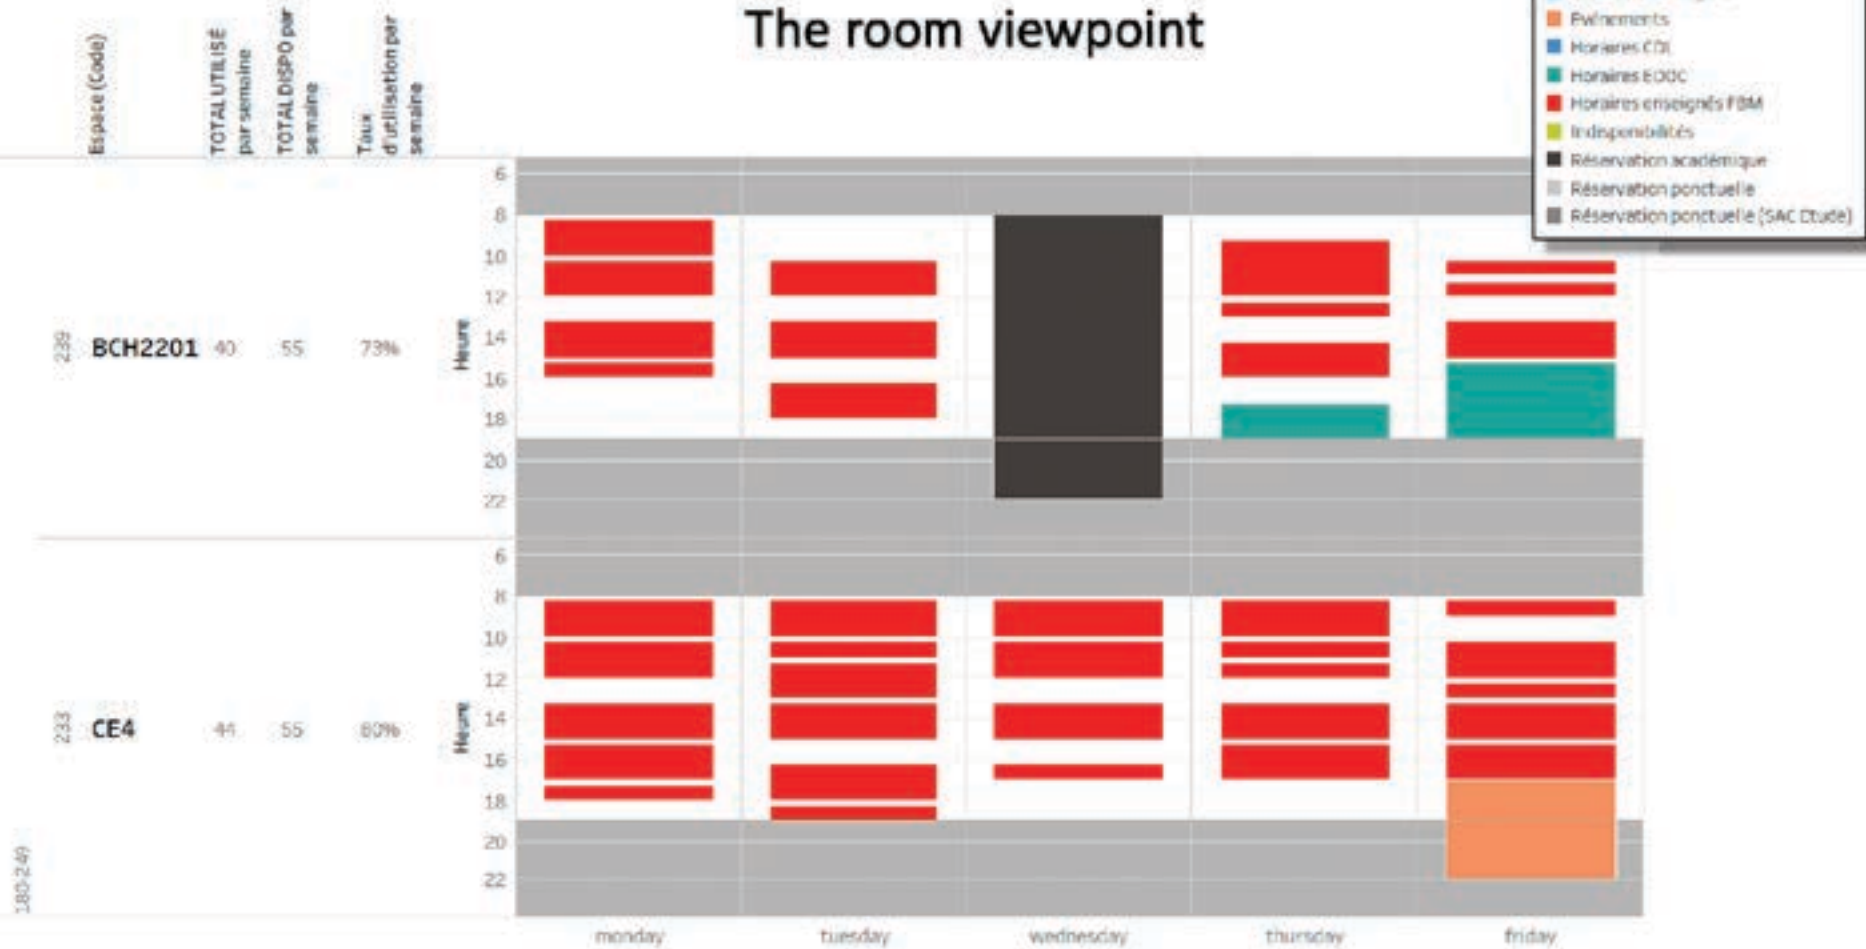 The room viewpoint
Espace (Code)
TOTAL UTILISÉ par semaine
TOTAL DISPO par semaine
Taux d'utilisation par semaine
Evénements
Horaires CDL
Horaires EDOC
Horaires enseignés FBM
Indisponibilités
Réservation académique
Réservation ponctuelle
Réservation ponctuelle (SAC Etude)
239 BCH2201 40 55 73%
Heure
6
8
10
12
14
16
18
20
22
233 CE4 44 55 80%
Heure
6
8
10
12
14
16
18
20
22
180-249
monday tuesday wednesday thursday friday